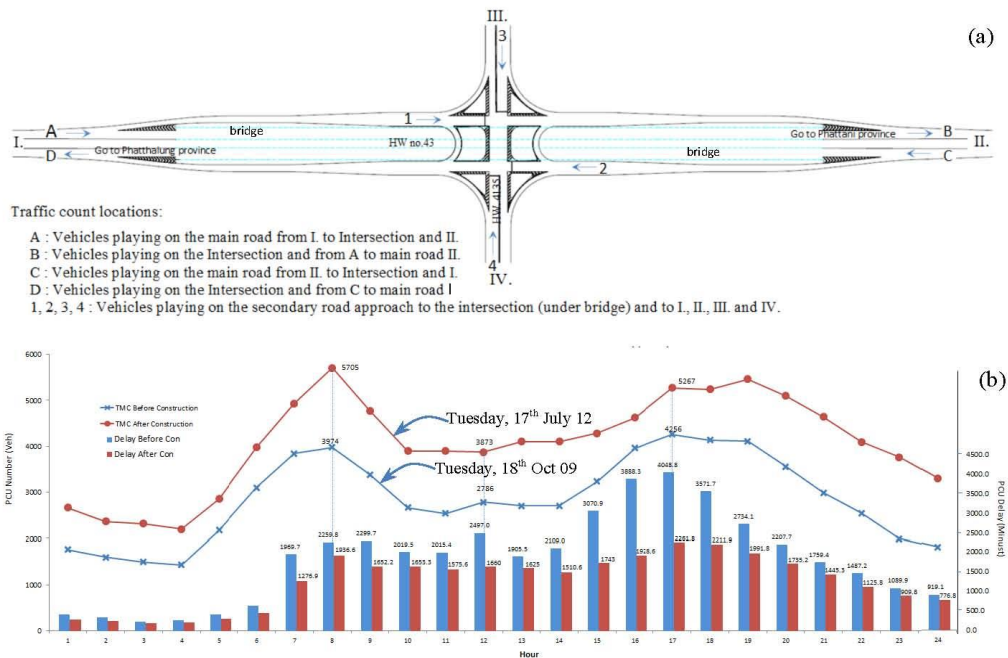 III.
(a)
3
1
A
bridge
Go to Pattani province
B
I.
HW no.43
II.
D
Go to Phatthalung province
bridge
C
2
HW. 4135
Traffic count locations:
A : Vehicles playing on the main road from I. to Intersection and II.
B : Vehicles playing on the Intersection and from A to main road II.
C : Vehicles playing on the main road from II. to Intersection and I.
D : Vehicles playing on the Intersection and from C to main road I
4
IV.
1, 2, 3, 4 : Vehicles playing on the secondary road approach to the intersection (under bridge) and to I., II., III. and IV.
(b)
6000
5000
4000
3000
2000
1000
0
PCU Number (Veh)
TMC Before Construction
TMC After Construction
Delay Before Con
Delay After Con
5705
3974
Tuesday, 17th July 12
3873
Tuesday, 18th Oct 09
2786
5267
4256
4500.0
4000.0
3500.0
3000.0
2500.0
2000.0
1500.0
1000.0
500.0
0.0
PCU Delay(Minust)
1969.7
1276.9
2259.8
1936.6
2299.7
1652.2
2019.5
1655.3
2015.4
1575.6
2497.0
1660
1905.5
1625
2109.0
1510.6
3070.9
1743
3888.3
1928.6
4048.8
2261.8
3571.7
2211.9
2734.1
1991.8
2207.7
1735.2
1759.4
1445.3
1487.2
1125.8
1089.9
909.8
919.1
776.8
1 2 3 4 5 6 7 8 9 10 11 12 13 14 15 16 17 18 19 20 21 22 23 24
Hour